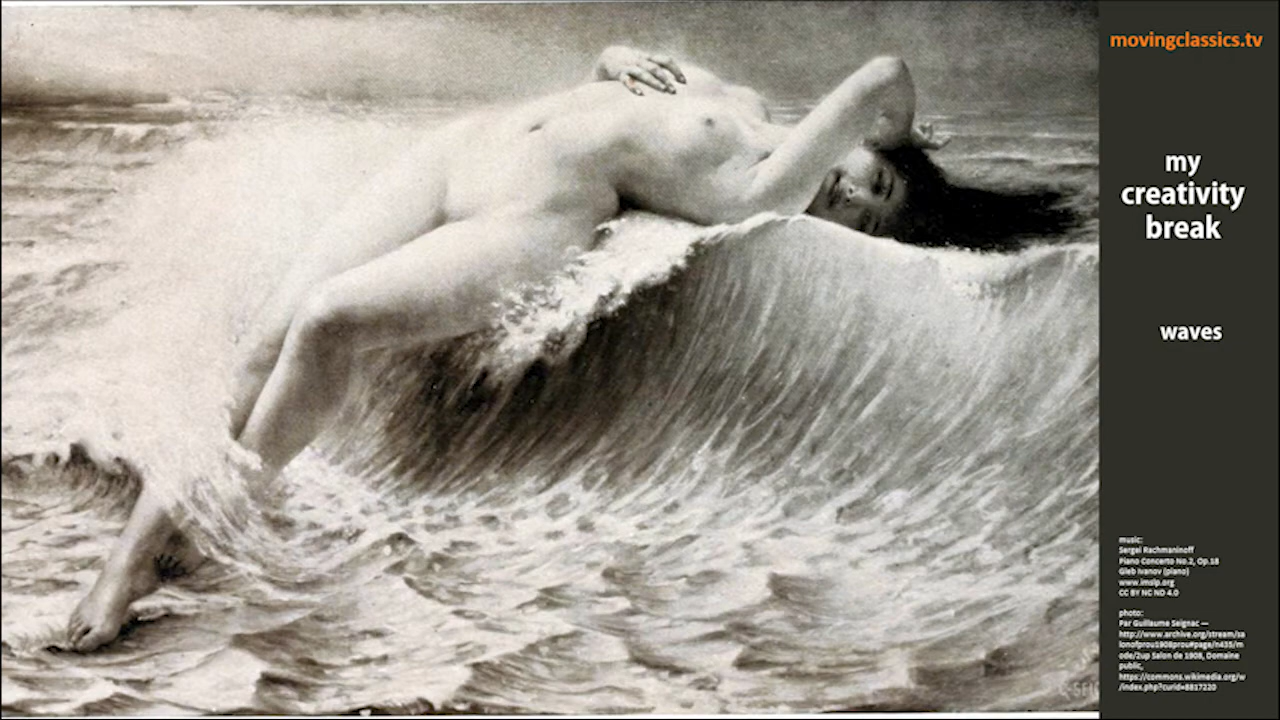 movingclassics.tv
my
creativity
break
waves
music:
Sergei Rachmaninoff
Piano Concerto No.2, Op.18
Gleb Ivanov (piano)
www.imslp.org
CC BY NC ND 4.0
photo:
Par Guillaume Seignac —
http://www.archive.org/stream/sa
lonofprou1908prou#page/n435/m
ode/2up Salon de 1908, Domaine
public,
https://commons.wikimedia.org/w
/index.php?curid=8817220